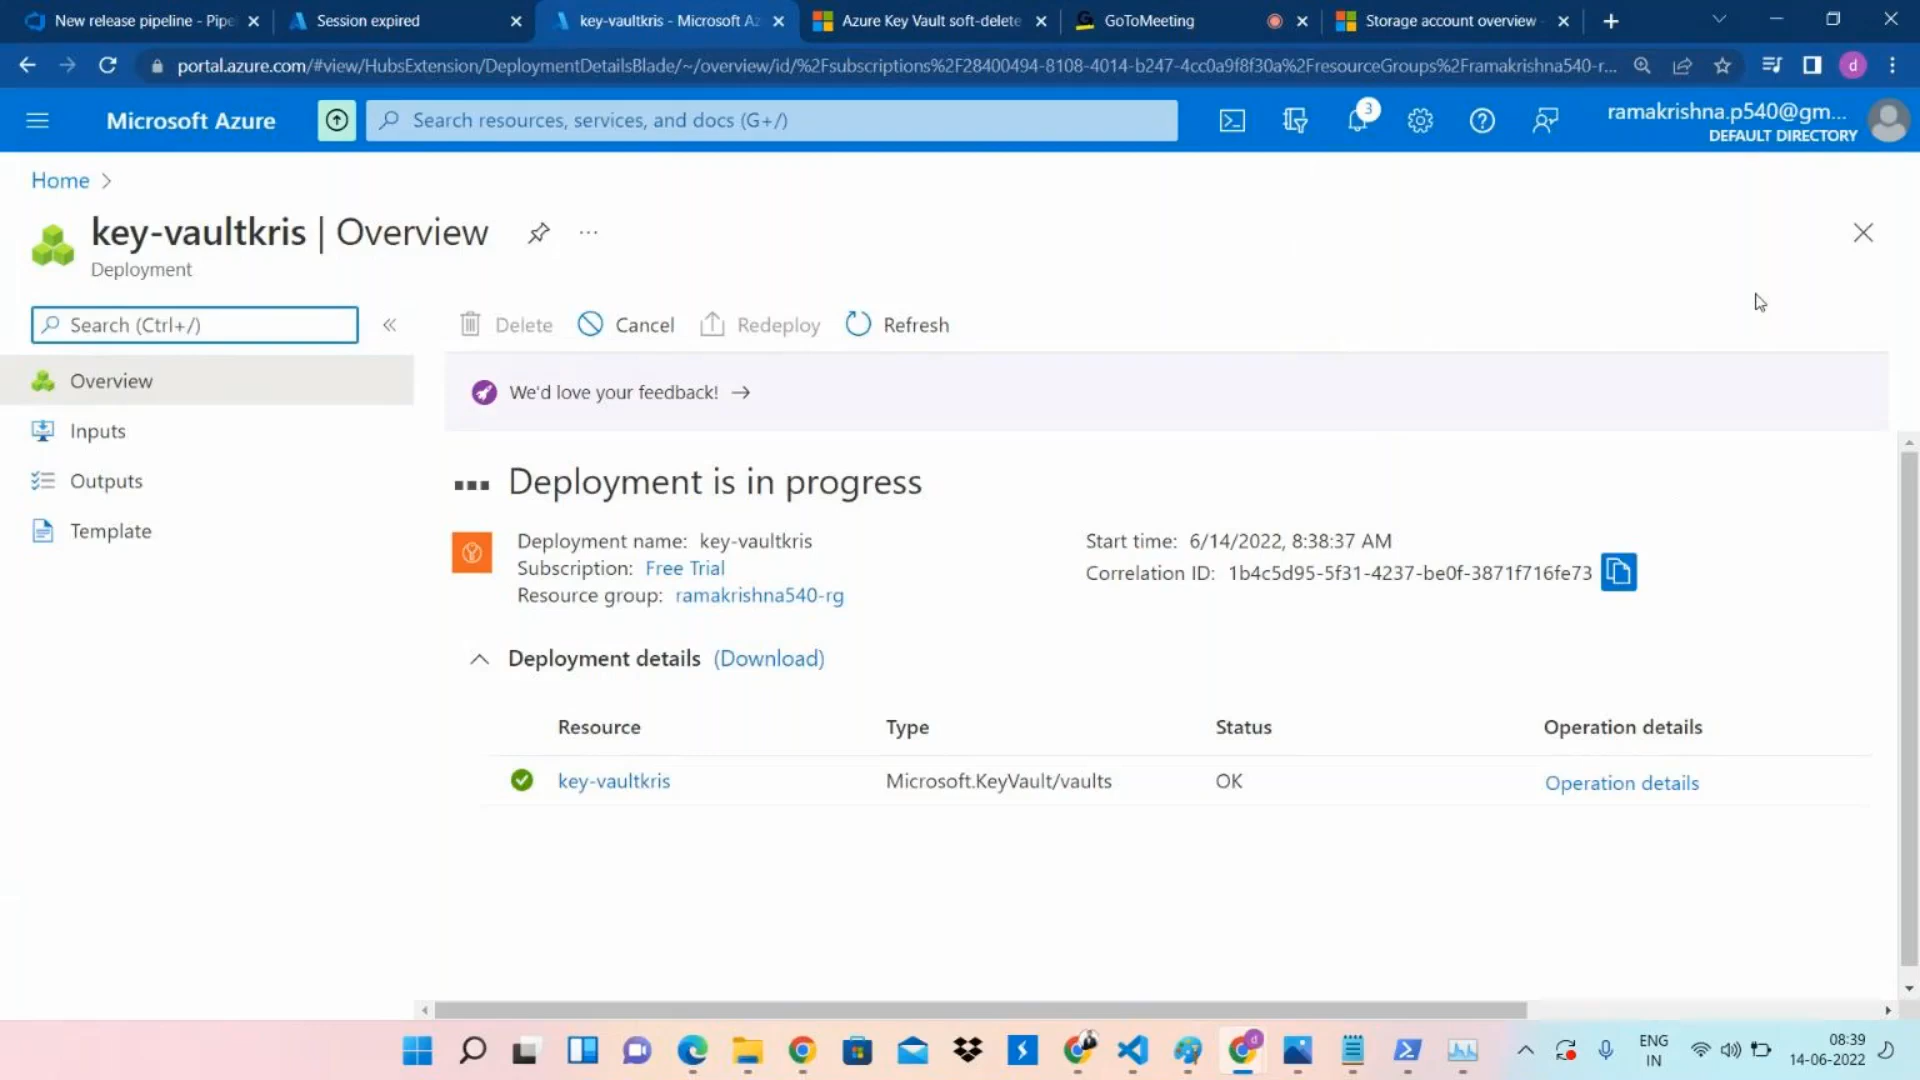 New release pipeline - Pipe
Session expired
key-vaultkris - Microsoft Az
Azure Key Vault soft-delete
GoToMeeting
Storage account overview
portal.azure.com/#view/HubsExtension/DeploymentDetailsBlade/~/overview/id/%2Fsubscriptions%2F28400494-8108-4014-b247-4cc0a9f8f30a%2FresourceGroups%2Framakrishna540-r...
d
Microsoft Azure
Search resources, services, and docs (G+/)
3
ramakrishna.p540@gm...
DEFAULT DIRECTORY
Home
key-vaultkris | Overview
Deployment
Search (Ctrl+/)
Delete
Cancel
Redeploy
Refresh
Overview
Inputs
Outputs
Template
We'd love your feedback!
Deployment is in progress
Deployment name: key-vaultkris
Subscription: Free Trial
Resource group: ramakrishna540-rg
Start time: 6/14/2022, 8:38:37 AM
Correlation ID: 1b4c5d95-5f31-4237-be0f-3871f716fe73
Deployment details (Download)
Resource Type Status Operation details
key-vaultkris Microsoft.KeyVault/vaults OK Operation details
ENG
IN
08:39
14-06-2022